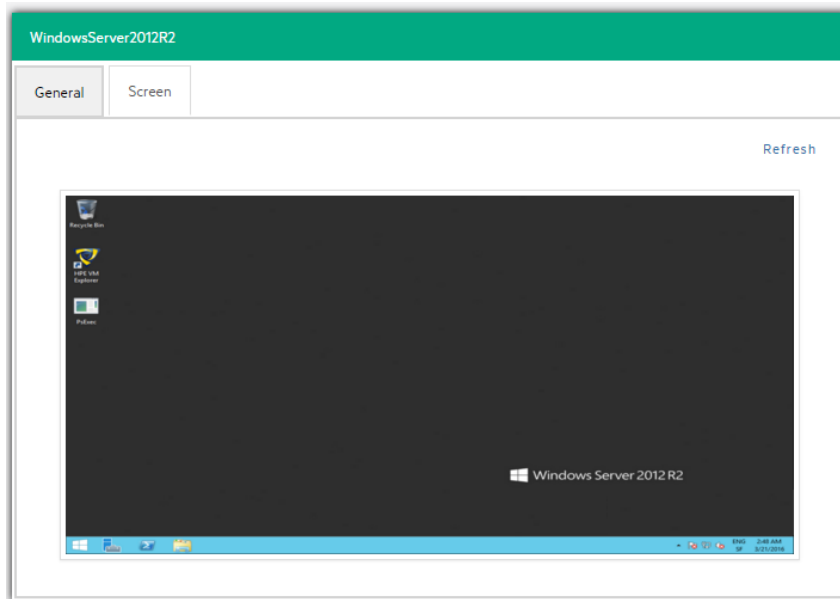 WindowsServer2012R2
General
Screen
Refresh
Recycle Bin
HPE VM
Explorer
PsExec
Windows Server 2012 R2
ENG
SF
2:48 AM
3/21/2016